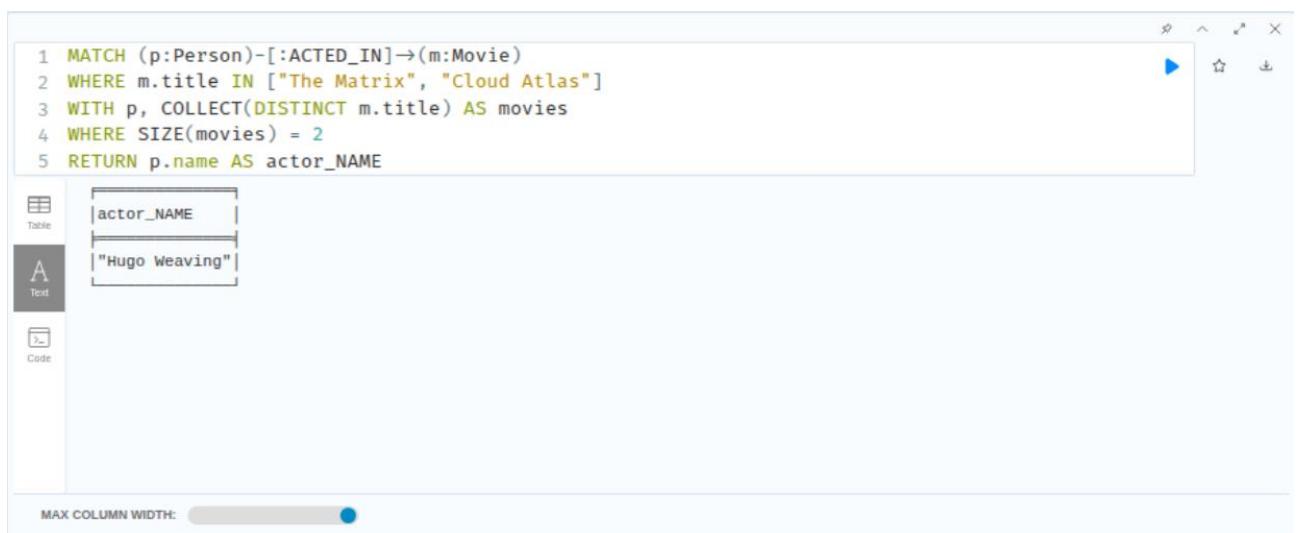 1 MATCH (p:Person)-[:ACTED_IN]→(m:Movie)
2 WHERE m.title IN ["The Matrix", "Cloud Atlas"]
3 WITH p, COLLECT(DISTINCT m.title) AS movies
4 WHERE SIZE(movies) = 2
5 RETURN p.name AS actor_NAME
Table
|actor_NAME |
A
Text
|"Hugo Weaving"|
>_
Code
MAX COLUMN WIDTH: